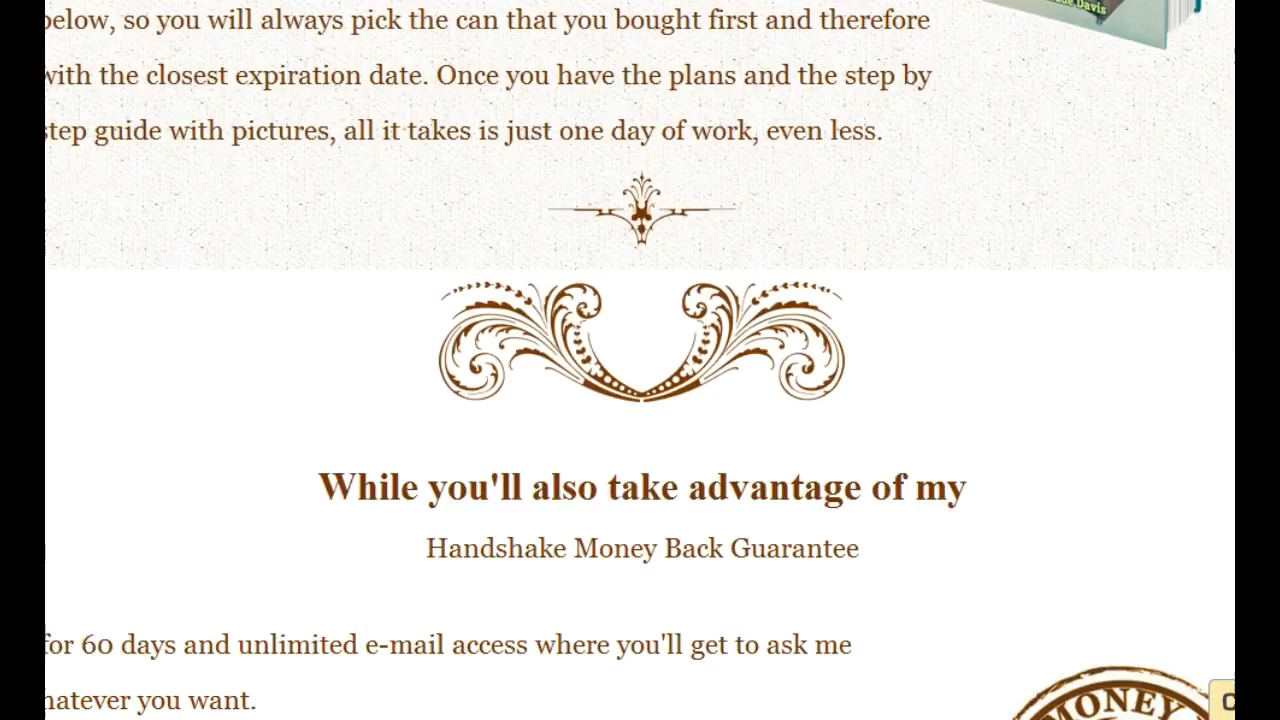 below, so you will always pick the can that you bought first and therefore
with the closest expiration date. Once you have the plans and the step by
step guide with pictures, all it takes is just one day of work, even less.
Davis
While you'll also take advantage of my
Handshake Money Back Guarantee
for 60 days and unlimited e-mail access where you'll get to ask me
hatever you want.
MONEY